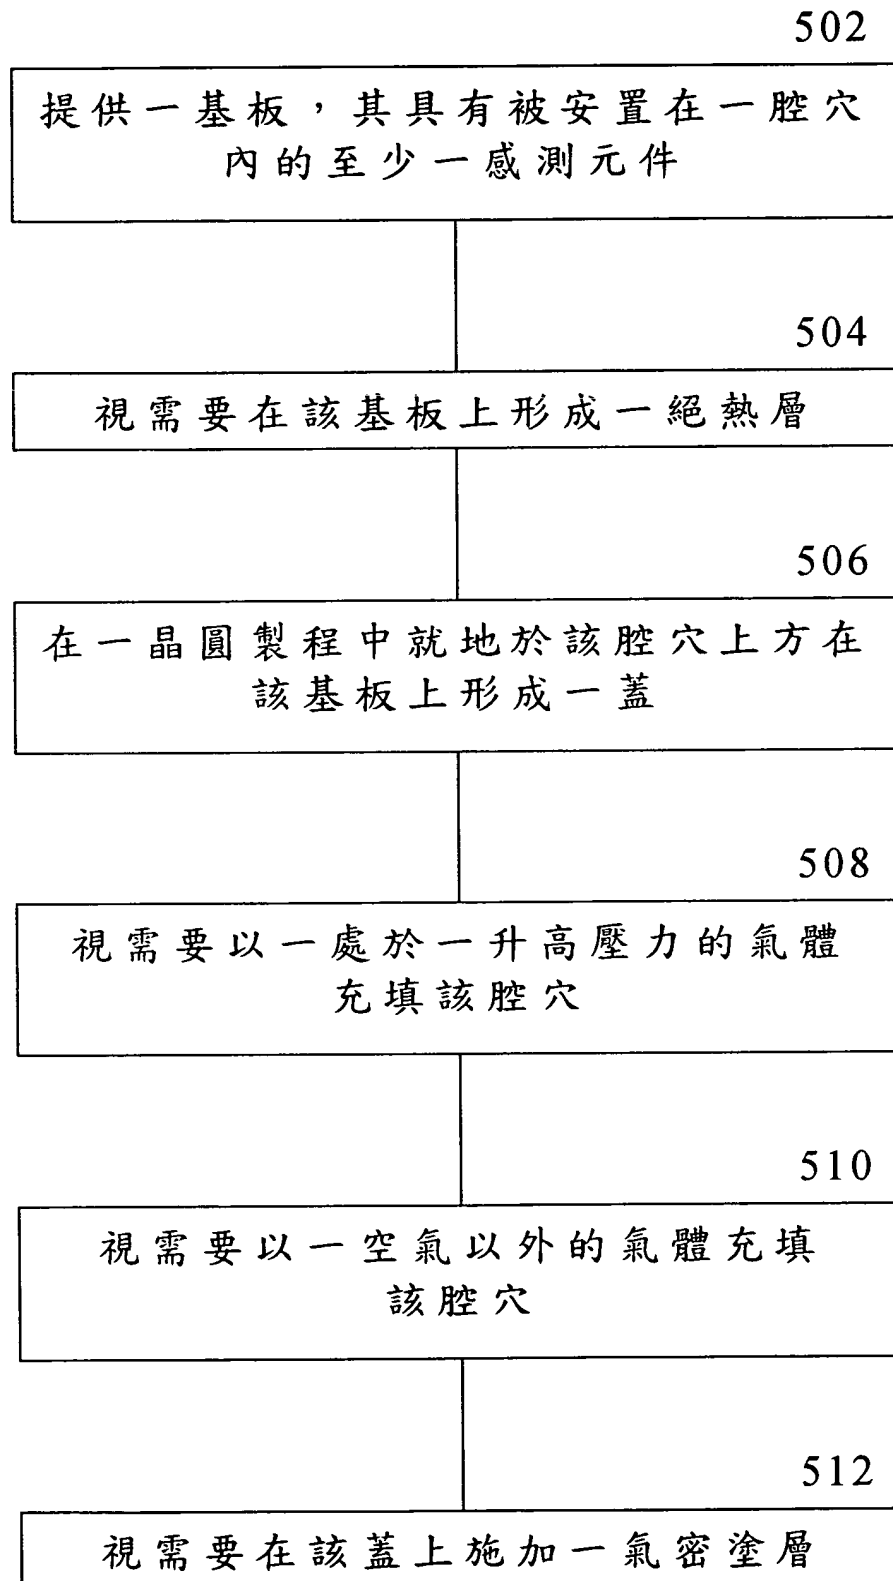 502
提供一基板，其具有被安置在一腔穴
內的至少一感測元件
504
視需要在該基板上形成一絕熱層
506
在一晶圓製程中就地於該腔穴上方在
該基板上形成一蓋
508
視需要以一處於一升高壓力的氣體
充填該腔穴
510
視需要以一空氣以外的氣體充填
該腔穴
512
視需要在該蓋上施加一氣密塗層